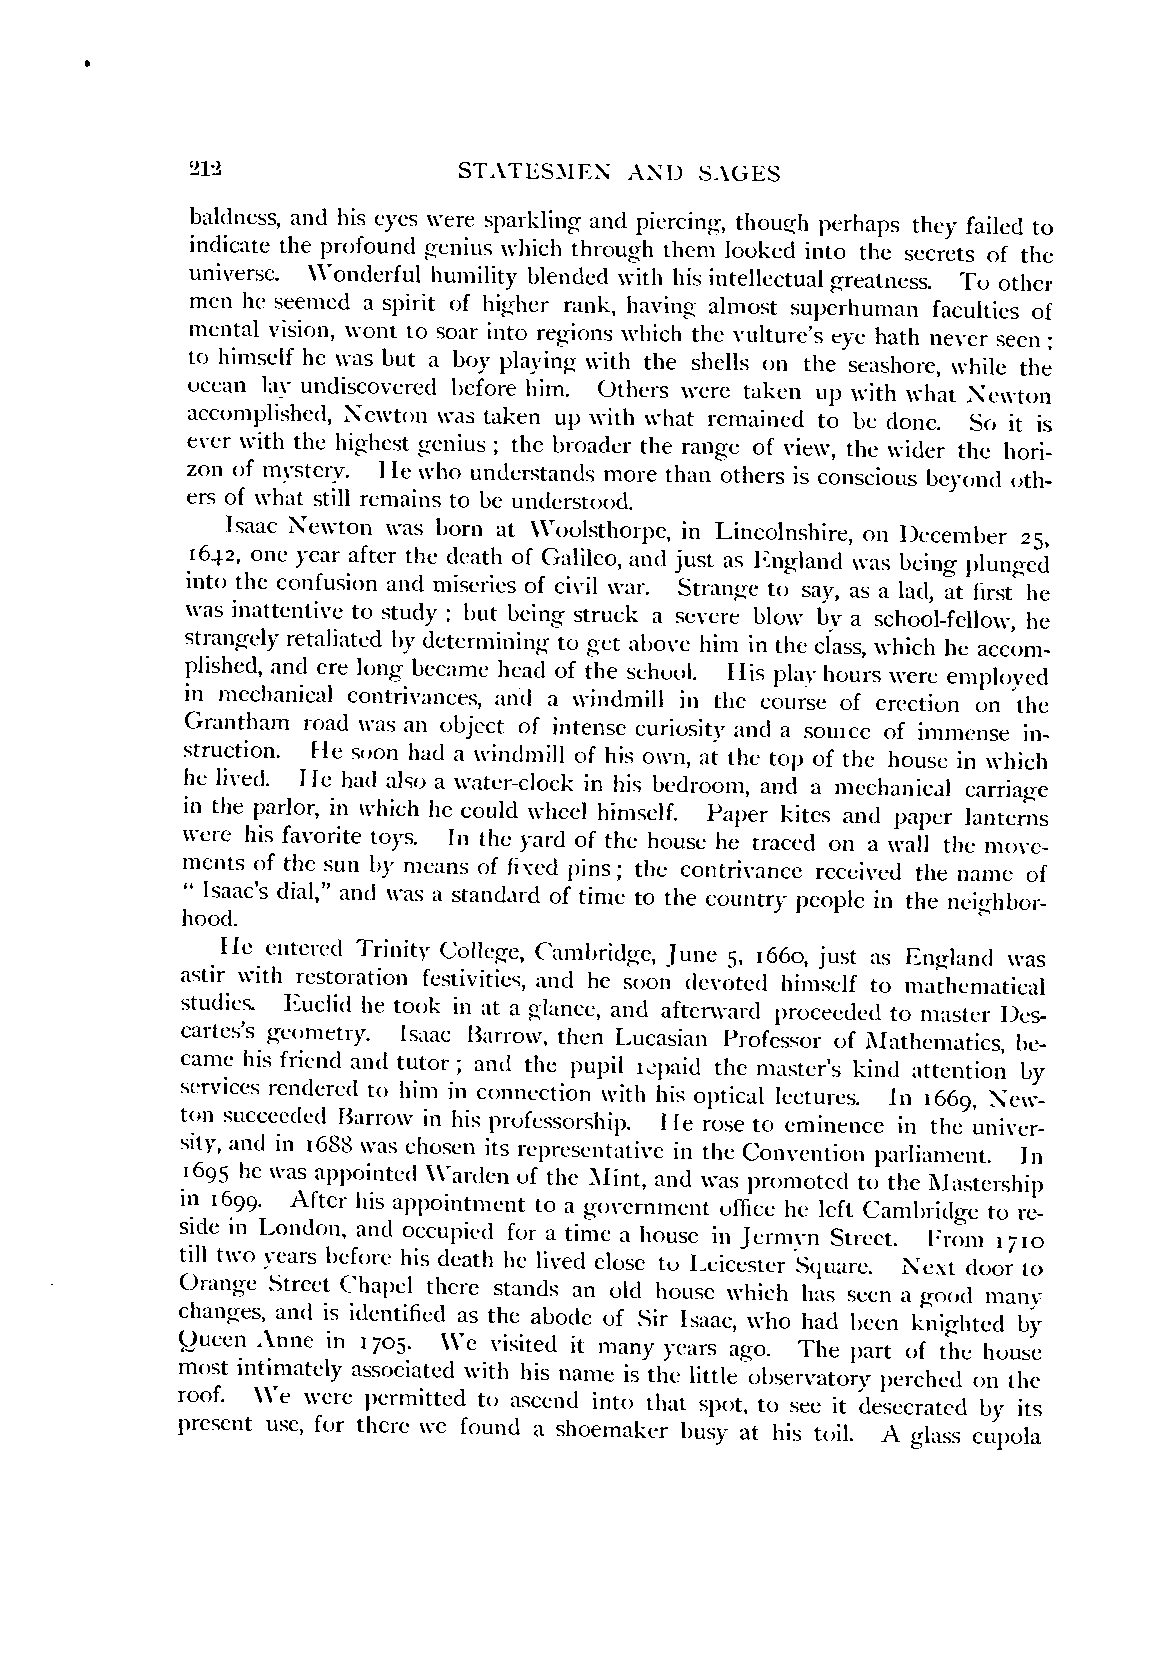 212 STATESMEN AND SAGES
baldness, and his eyes were sparkling and piercing, though perhaps they failed to
indicate the profound genius which through them looked into the secrets of the
universe. Wonderful humility blended with his intellectual greatness. To other
men he seemed a spirit of higher rank, having almost superhuman faculties of
mental vision, wont to soar into regions which the vulture's eye hath never seen ;
to himself he was but a boy playing with the shells on the seashore, while the
ocean lay undiscovered before him. Others were taken up with what Newton
accomplished, Newton was taken up with what remained to be done. So it is
ever with the highest genius ; the broader the range of view, the wider the hori-
zon of mystery. He who understands more than others is conscious beyond oth-
ers of what still remains to be understood.
Isaac Newton was born at Woolsthorpe, in Lincolnshire, on December 25,
1642, one year after the death of Galileo, and just as England was being plunged
into the confusion and miseries of civil war. Strange to say, as a lad, at first he
was inattentive to study ; but being struck a severe blow by a school-fellow, he
strangely retaliated by determining to get above him in the class, which he accom-
plished, and ere long became head of the school. His play hours were employed
in mechanical contrivances, and a windmill in the course of erection on the
Grantham road was an object of intense curiosity and a source of immense in-
struction. He soon had a windmill of his own, at the top of the house in which
he lived. He had also a water-clock in his bedroom, and a mechanical carriage
in the parlor, in which he could wheel himself. Paper kites and paper lanterns
were his favorite toys. In the yard of the house he traced on a wall the move-
ments of the sun by means of fixed pins ; the contrivance received the name of
" Isaac's dial," and was a standard of time to the country people in the neighbor-
hood.
He entered Trinity College, Cambridge, June 5, 1660, just as England was
astir with restoration festivities, and he soon devoted himself to mathematical
studies. Euclid he took in at a glance, and afterward proceeded to master Des-
cartes's geometry. Isaac Barrow, then Lucasian Professor of Mathematics, be-
came his friend and tutor ; and the pupil repaid the master's kind attention by
services rendered to him in connection with his optical lectures. In 1669, New-
ton succeeded Barrow in his professorship. He rose to eminence in the univer-
sity, and in 1688 was chosen its representative in the Convention parliament. In
1695 he was appointed Warden of the Mint, and was promoted to the Mastership
in 1699. After his appointment to a government office he left Cambridge to re-
side in London, and occupied for a time a house in Jermyn Street. From 1710
till two years before his death he lived close to Leicester Square. Next door to
Orange Street Chapel there stands an old house which has seen a good many
changes, and is identified as the abode of Sir Isaac, who had been knighted by
Queen Anne in 1705. We visited it many years ago. The part of the house
most intimately associated with his name is the little observatory perched on the
roof. We were permitted to ascend into that spot, to see it desecrated by its
present use, for there we found a shoemaker busy at his toil. A glass cupola